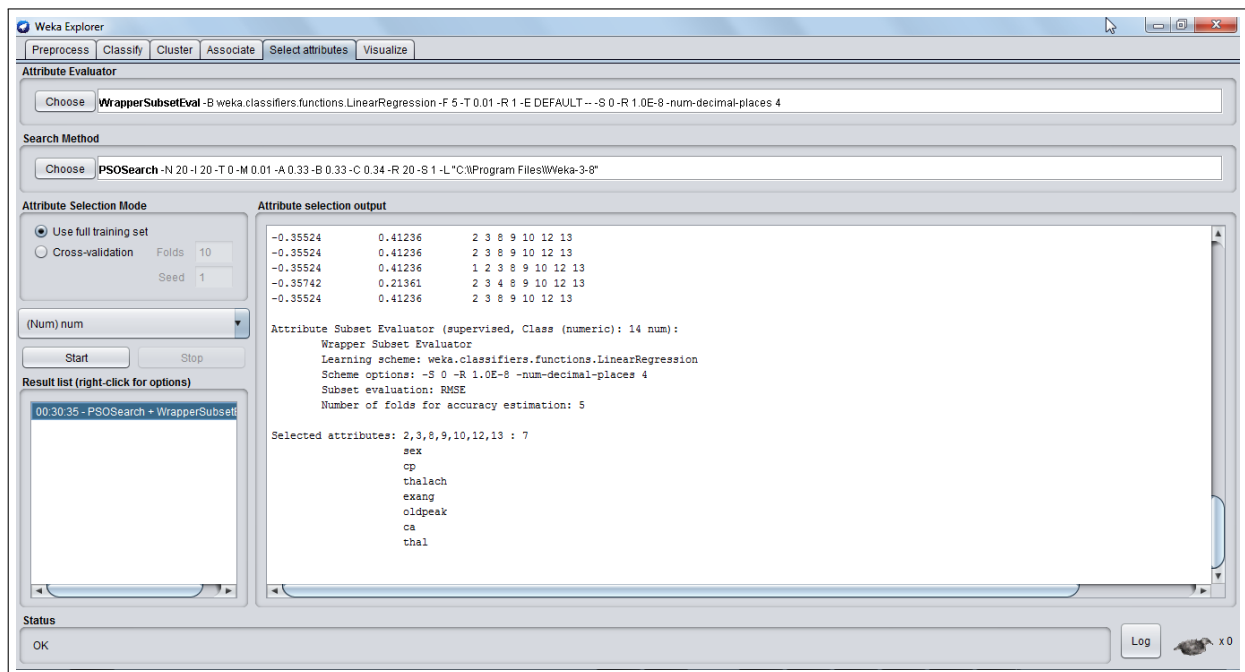 Weka Explorer
Preprocess Classify Cluster Associate Select attributes Visualize
Attribute Evaluator
Choose WrapperSubsetEval -B weka.classifiers.functions.LinearRegression -F 5 -T 0.01 -R 1 -E DEFAULT -- -S 0 -R 1.0E-8 -num-decimal-places 4
Search Method
Choose PSOSearch -N 20 -I 20 -T 0 -M 0.01 -A 0.33 -B 0.33 -C 0.34 -R 20 -S 1 -L "C:\\Program Files\\Weka-3-8"
Attribute Selection Mode
Use full training set
Cross-validation Folds 10
Seed 1
(Num) num
Start Stop
Result list (right-click for options)
00:30:35 - PSOSearch + WrapperSubsetE
Attribute selection output
-0.35524 0.41236 2 3 8 9 10 12 13
-0.35524 0.41236 2 3 8 9 10 12 13
-0.35524 0.41236 1 2 3 8 9 10 12 13
-0.35742 0.21361 2 3 4 8 9 10 12 13
-0.35524 0.41236 2 3 8 9 10 12 13
Attribute Subset Evaluator (supervised, Class (numeric): 14 num):
Wrapper Subset Evaluator
Learning scheme: weka.classifiers.functions.LinearRegression
Scheme options: -S 0 -R 1.0E-8 -num-decimal-places 4
Subset evaluation: RMSE
Number of folds for accuracy estimation: 5
Selected attributes: 2,3,8,9,10,12,13 : 7
sex
cp
thalach
exang
oldpeak
ca
thal
Status
OK
Log
x 0